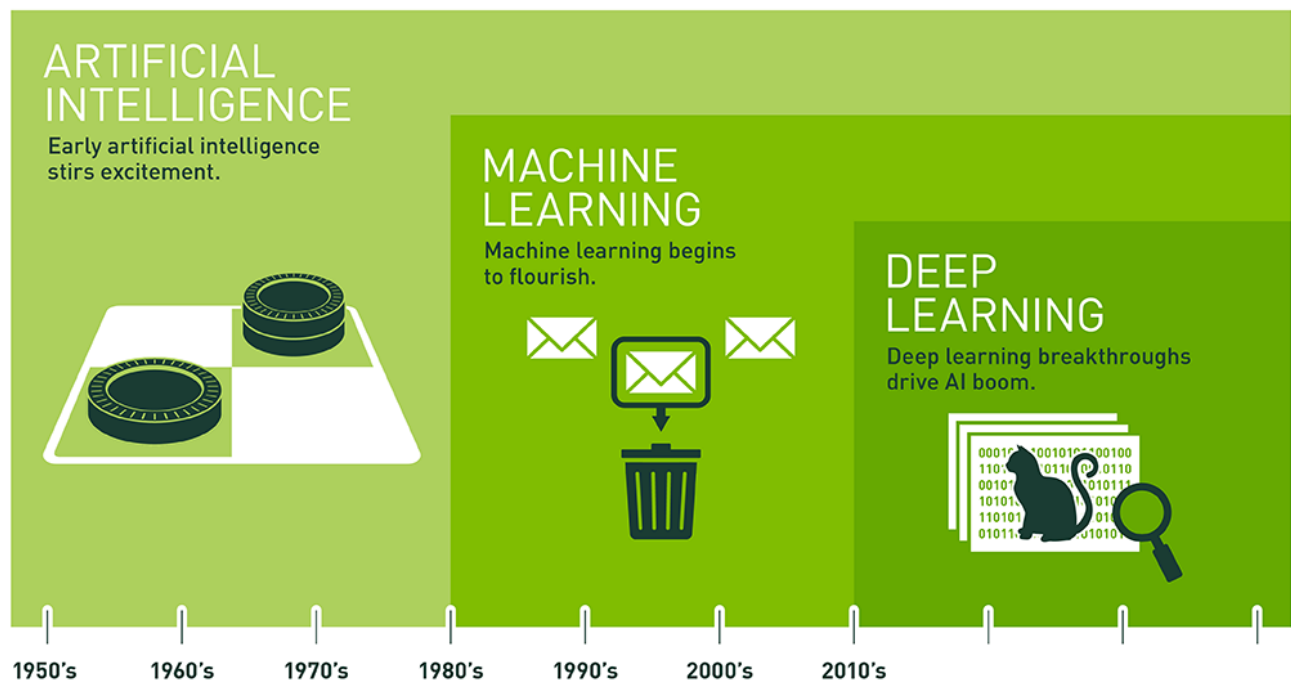 ARTIFICIAL
INTELLIGENCE
Early artificial intelligence
stirs excitement.
MACHINE
LEARNING
Machine learning begins
to flourish.
DEEP
LEARNING
Deep learning breakthroughs
drive AI boom.
1950's 1960's 1970's 1980's 1990's 2000's 2010's